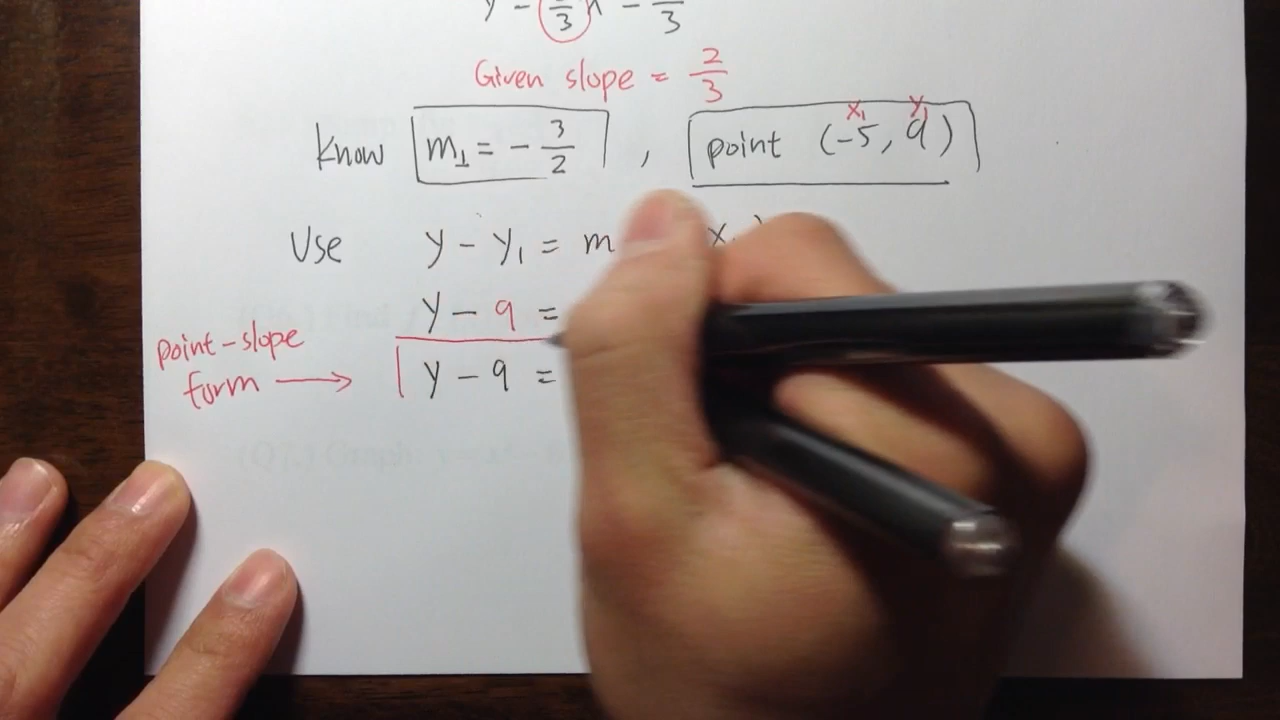 Given slope = 2/3
Know m⊥ = - 3/2 , point (-5, 9)
x₁ y₁
Use y - y₁ = m
y - 9 =
point-slope form → y - 9 =